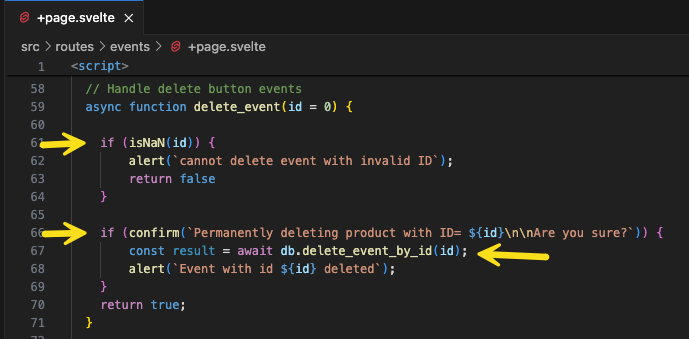 +page.svelte ×
src > routes > events > +page.svelte
1 <script>
58 // Handle delete button events
59 async function delete_event(id = 0) {
60
61 if (isNaN(id)) {
62 alert(`cannot delete event with invalid ID`);
63 return false
64 }
65
66 if (confirm(`Permanently deleting product with ID= ${id}\n\nAre you sure?`)) {
67 const result = await db.delete_event_by_id(id);
68 alert(`Event with id ${id} deleted`);
69 }
70 return true;
71 }